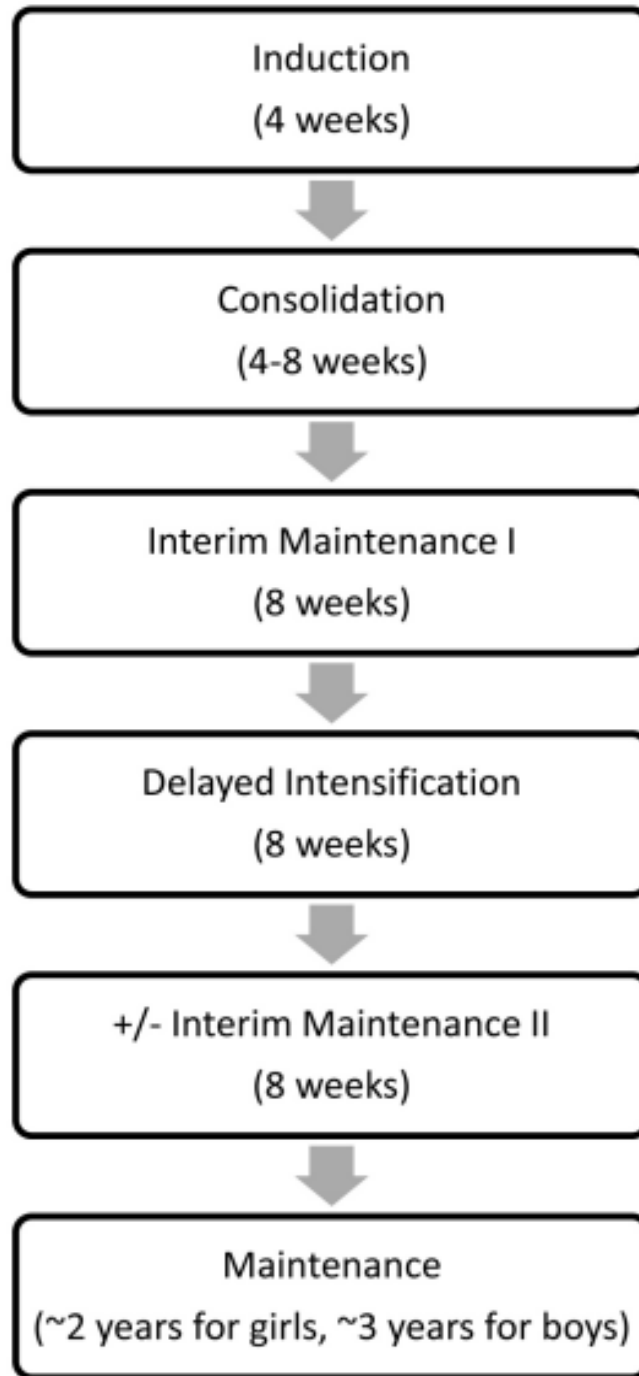 Induction
(4 weeks)
Consolidation
(4-8 weeks)
Interim Maintenance I
(8 weeks)
Delayed Intensification
(8 weeks)
+/- Interim Maintenance II
(8 weeks)
Maintenance
(~2 years for girls, ~3 years for boys)